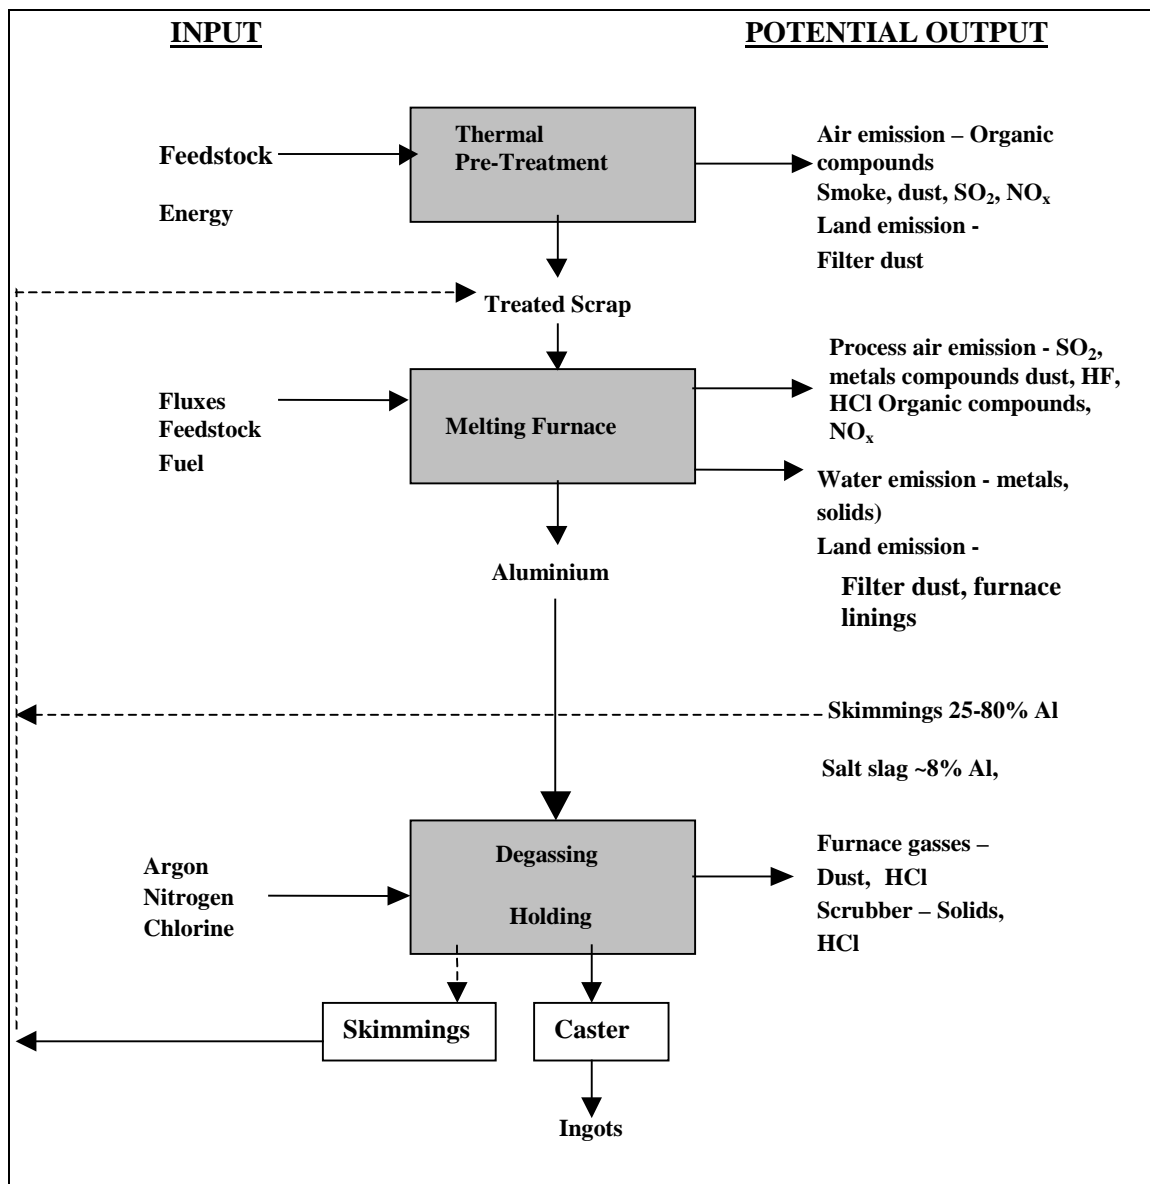 INPUT
POTENTIAL OUTPUT
Thermal
Pre-Treatment
Feedstock
Energy
Air emission – Organic
compounds
Smoke, dust, SO₂, NOₓ
Land emission -
Filter dust
Treated Scrap
Fluxes
Feedstock
Fuel
Melting Furnace
Process air emission - SO₂,
metals compounds dust, HF,
HCl Organic compounds,
NOₓ
Water emission - metals,
solids)
Land emission -
Filter dust, furnace
linings
Aluminium
Skimmings 25-80% Al
Salt slag ~8% Al,
Argon
Nitrogen
Chlorine
Degassing
Holding
Furnace gasses –
Dust, HCl
Scrubber – Solids,
HCl
Skimmings
Caster
Ingots